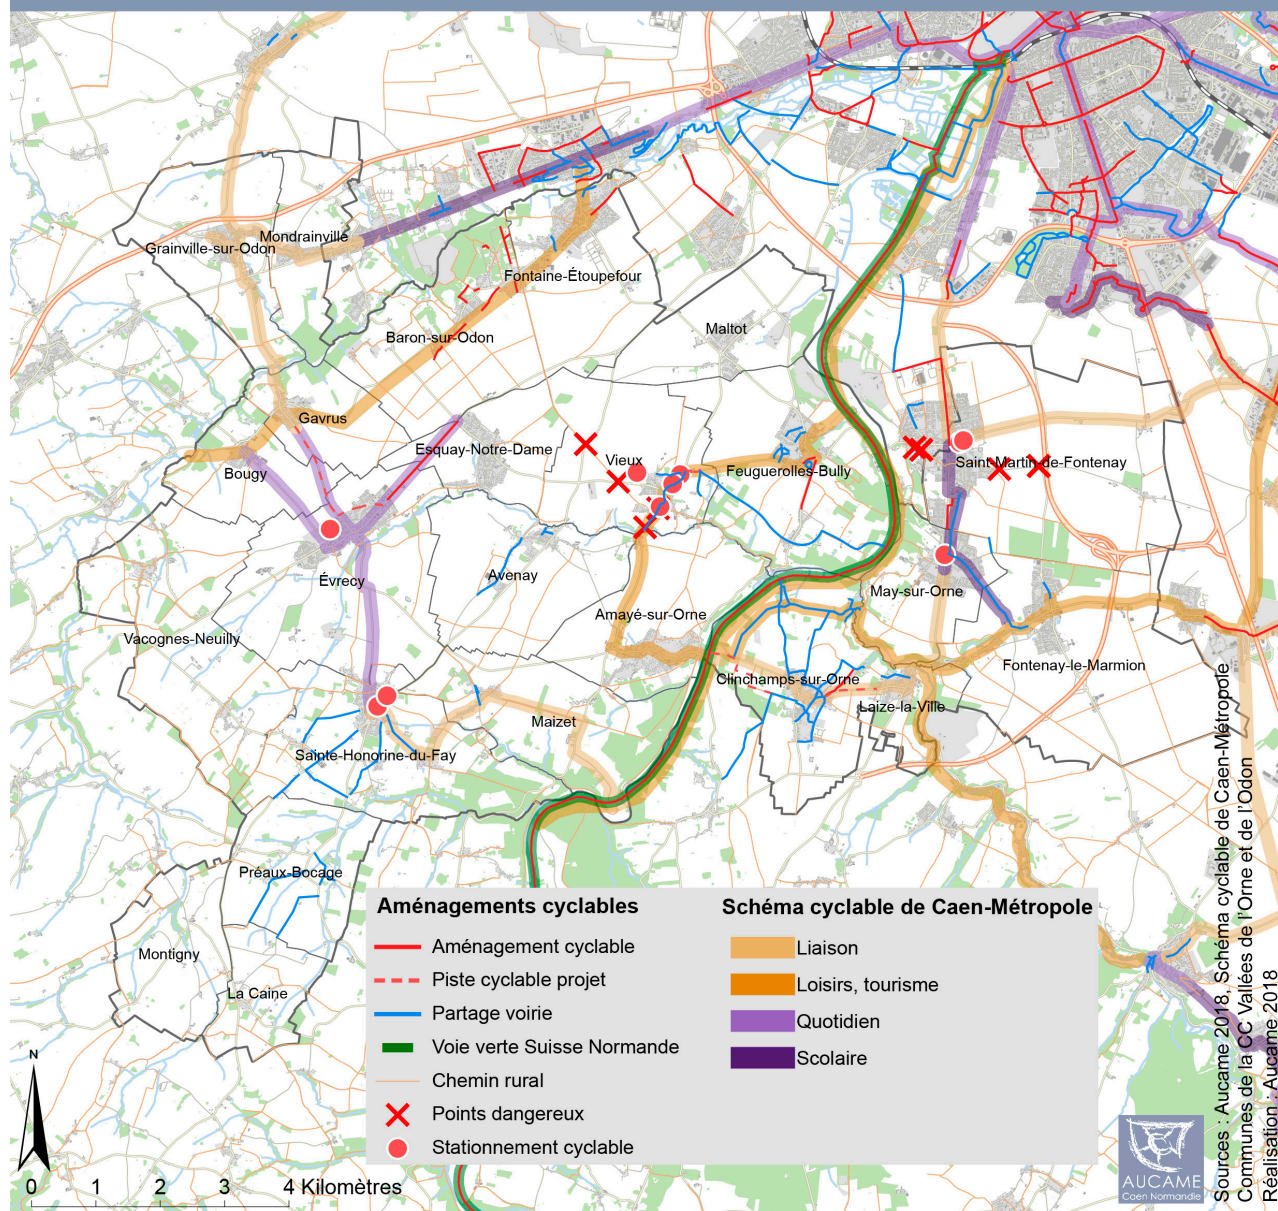 Mondrainville
Grainville-sur-Odon
Fontaine-Étoupefour
Maltot
Baron-sur-Odon
Gavrus
Esquay-Notre-Dame
Vieux
Bougy
Feuguerolles-Bully
Saint-Martin-de-Fontenay
Évrecy
Avenay
May-sur-Orne
Amayé-sur-Orne
Vacognes-Neuilly
Fontenay-le-Marmion
Clinchamps-sur-Orne
Laize-la-Ville
Maizet
Sainte-Honorine-du-Fay
Préaux-Bocage
Montigny
La Caine
Aménagements cyclables
Aménagement cyclable
Piste cyclable projet
Partage voirie
Voie verte Suisse Normande
Chemin rural
Points dangereux
Stationnement cyclable
Schéma cyclable de Caen-Métropole
Liaison
Loisirs, tourisme
Quotidien
Scolaire
N
0 1 2 3 4 Kilomètres
AUCAME
Caen Normandie
Sources : Aucame 2018, Schéma cyclable de Caen-Métropole
Communes de la CC Vallées de l'Orne et de l'Odon
Réalisation : Aucame 2018